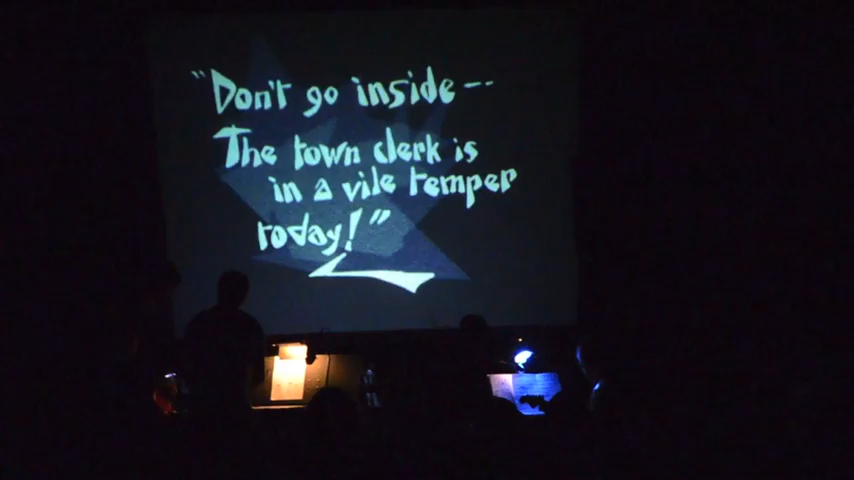 "Don't go inside--
The town clerk is
in a vile temper
today!"